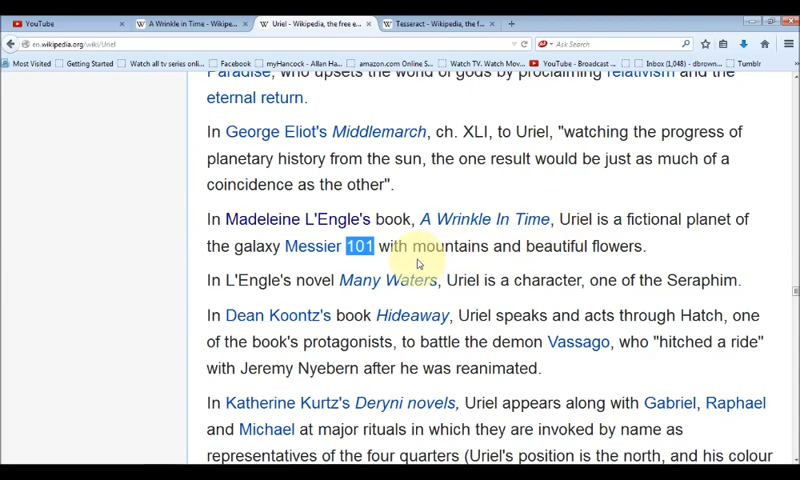 YouTube
A Wrinkle in Time - Wikipe...
Uriel - Wikipedia, the free e...
Tesseract - Wikipedia, the f...
en.wikipedia.org/wiki/Uriel
Ask Search
Most Visited
Getting Started
Watch all tv series onli...
Facebook
myHancock - Allan Ha...
amazon.com Online S...
Watch TV. Watch Mov...
YouTube - Broadcast ...
Inbox (1,048) - dbrown...
Tumblr
Paradise, who upsets the world of gods by proclaiming relativism and the
eternal return.
In George Eliot's Middlemarch, ch. XLI, to Uriel, "watching the progress of
planetary history from the sun, the one result would be just as much of a
coincidence as the other".
In Madeleine L'Engle's book, A Wrinkle In Time, Uriel is a fictional planet of
the galaxy Messier 101 with mountains and beautiful flowers.
In L'Engle's novel Many Waters, Uriel is a character, one of the Seraphim.
In Dean Koontz's book Hideaway, Uriel speaks and acts through Hatch, one
of the book's protagonists, to battle the demon Vassago, who "hitched a ride"
with Jeremy Nyebern after he was reanimated.
In Katherine Kurtz's Deryni novels, Uriel appears along with Gabriel, Raphael
and Michael at major rituals in which they are invoked by name as
representatives of the four quarters (Uriel's position is the north, and his colour